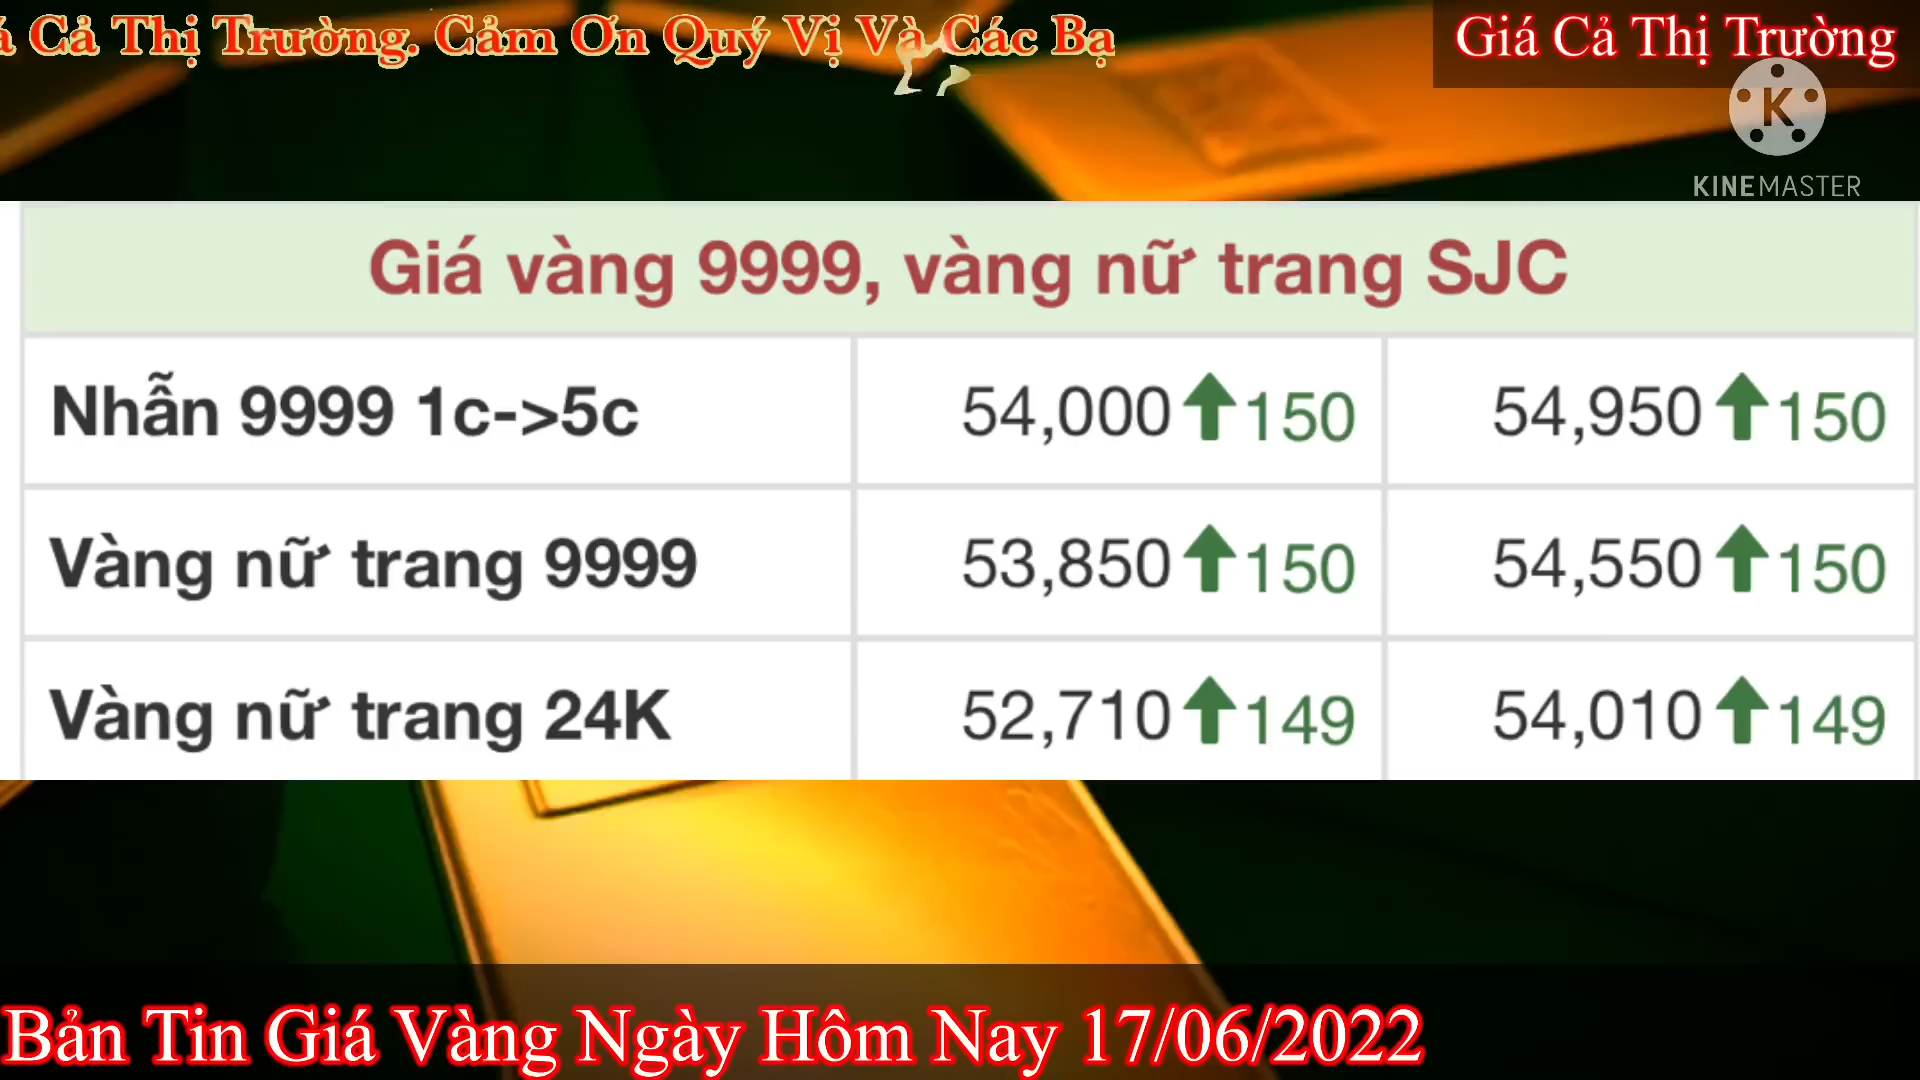 Cả Thị Trường. Cảm Ơn Quý Vị Và Các Bạ
Giá Cả Thị Trường
K
KINEMASTER
Giá vàng 9999, vàng nữ trang SJC
Nhẫn 9999 1c->5c 54,000 ↑150 54,950 ↑150
Vàng nữ trang 9999 53,850 ↑150 54,550 ↑150
Vàng nữ trang 24K 52,710 ↑149 54,010 ↑149
Bản Tin Giá Vàng Ngày Hôm Nay 17/06/2022